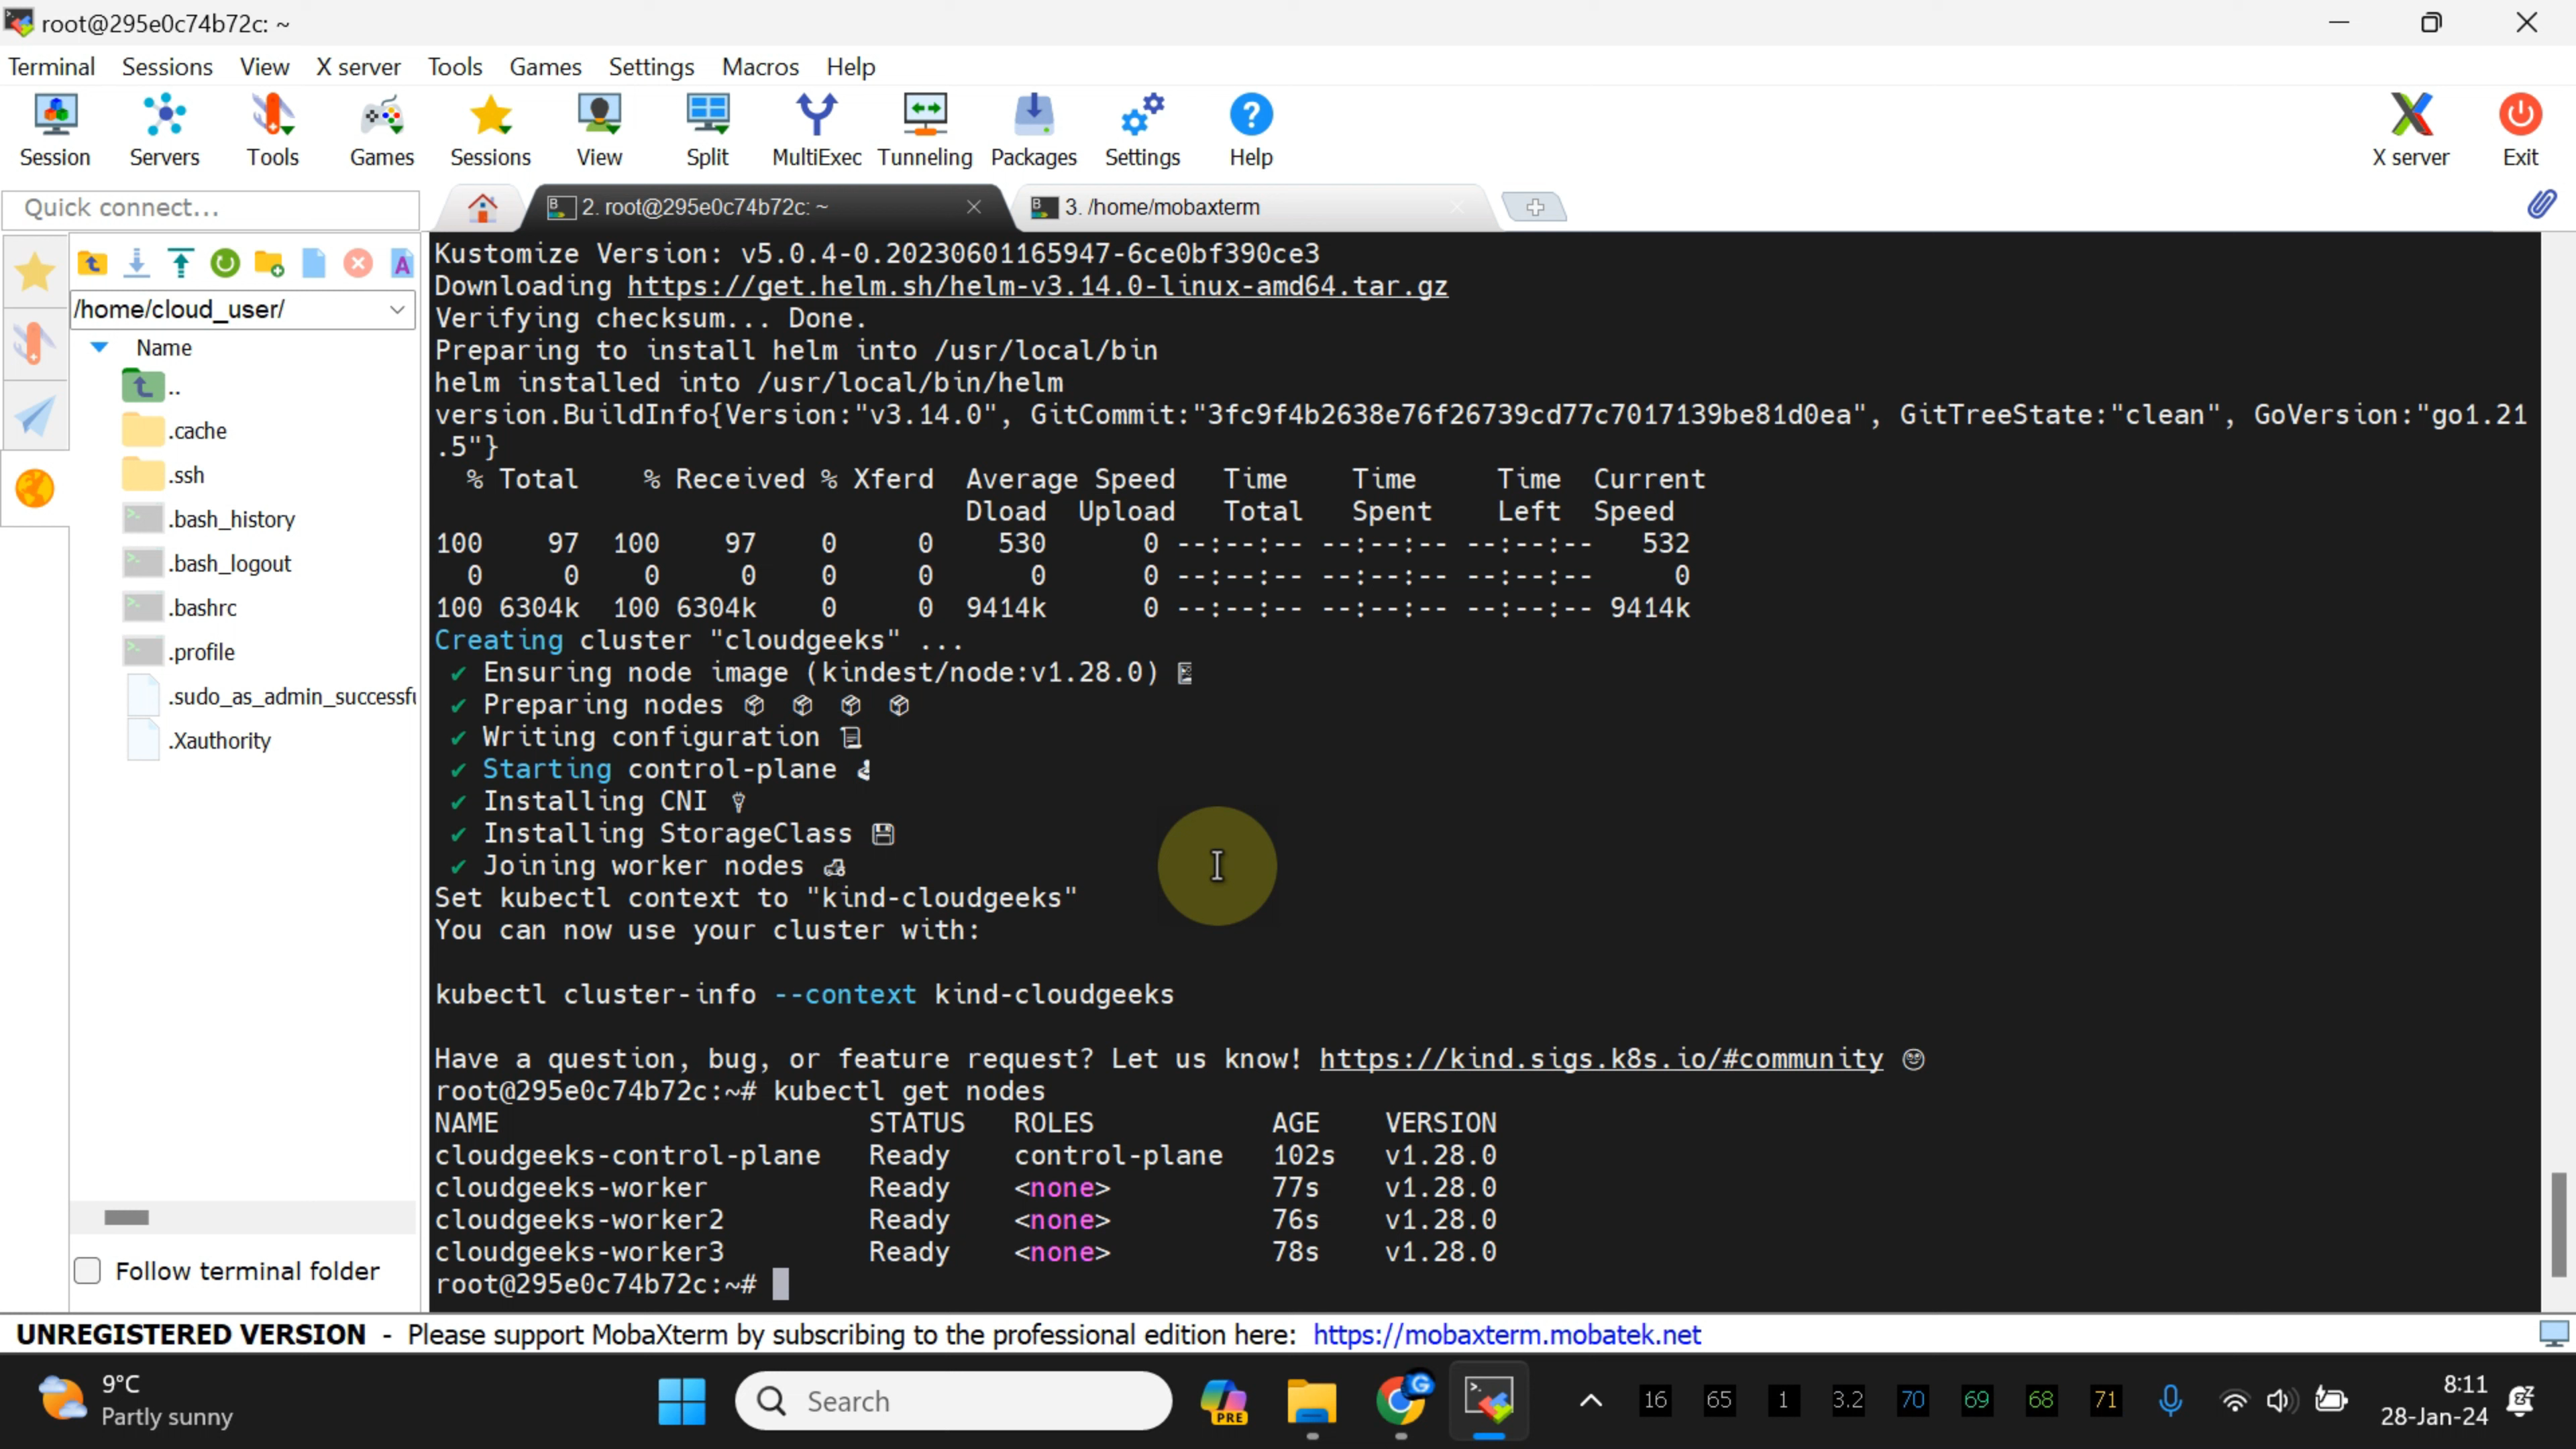 root@295e0c74b72c: ~
Terminal Sessions View X server Tools Games Settings Macros Help
Session Servers Tools Games Sessions View Split MultiExec Tunneling Packages Settings Help X server Exit
Quick connect...
2. root@295e0c74b72c: ~
3. /home/mobaxterm
/home/cloud_user/
Name
..
.cache
.ssh
.bash_history
.bash_logout
.bashrc
.profile
.sudo_as_admin_successfu
.Xauthority
Follow terminal folder
Kustomize Version: v5.0.4-0.20230601165947-6ce0bf390ce3
Downloading https://get.helm.sh/helm-v3.14.0-linux-amd64.tar.gz
Verifying checksum... Done.
Preparing to install helm into /usr/local/bin
helm installed into /usr/local/bin/helm
version.BuildInfo{Version:"v3.14.0", GitCommit:"3fc9f4b2638e76f26739cd77c7017139be81d0ea", GitTreeState:"clean", GoVersion:"go1.21
.5"}
% Total % Received % Xferd Average Speed Time Time Time Current
Dload Upload Total Spent Left Speed
100 97 100 97 0 0 530 0 --:--:-- --:--:-- --:--:-- 532
0 0 0 0 0 0 0 0 --:--:-- --:--:-- --:--:-- 0
100 6304k 100 6304k 0 0 9414k 0 --:--:-- --:--:-- --:--:-- 9414k
Creating cluster "cloudgeeks" ...
✓ Ensuring node image (kindest/node:v1.28.0) 🖼
✓ Preparing nodes 📦 📦 📦 📦
✓ Writing configuration 📜
✓ Starting control-plane 🕹
✓ Installing CNI 🔌
✓ Installing StorageClass 💾
✓ Joining worker nodes 🚜
Set kubectl context to "kind-cloudgeeks"
You can now use your cluster with:
kubectl cluster-info --context kind-cloudgeeks
Have a question, bug, or feature request? Let us know! https://kind.sigs.k8s.io/#community 🙂
root@295e0c74b72c:~# kubectl get nodes
NAME STATUS ROLES AGE VERSION
cloudgeeks-control-plane Ready control-plane 102s v1.28.0
cloudgeeks-worker Ready <none> 77s v1.28.0
cloudgeeks-worker2 Ready <none> 76s v1.28.0
cloudgeeks-worker3 Ready <none> 78s v1.28.0
root@295e0c74b72c:~#
UNREGISTERED VERSION - Please support MobaXterm by subscribing to the professional edition here: https://mobaxterm.mobatek.net
9°C
Partly sunny
Search
PRE
G
16 65 1 3.2 70 69 68 71
8:11
28-Jan-24